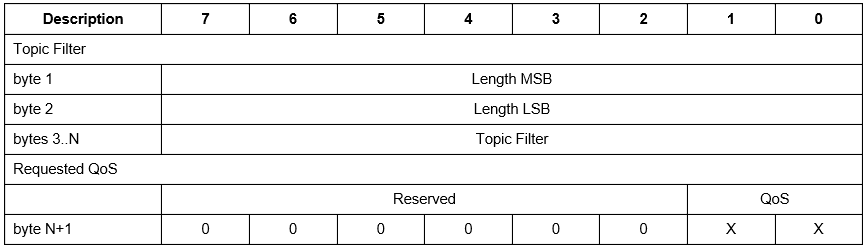 Description 7 6 5 4 3 2 1 0
Topic Filter
byte 1 Length MSB
byte 2 Length LSB
bytes 3..N Topic Filter
Requested QoS
Reserved QoS
byte N+1 0 0 0 0 0 0 X X